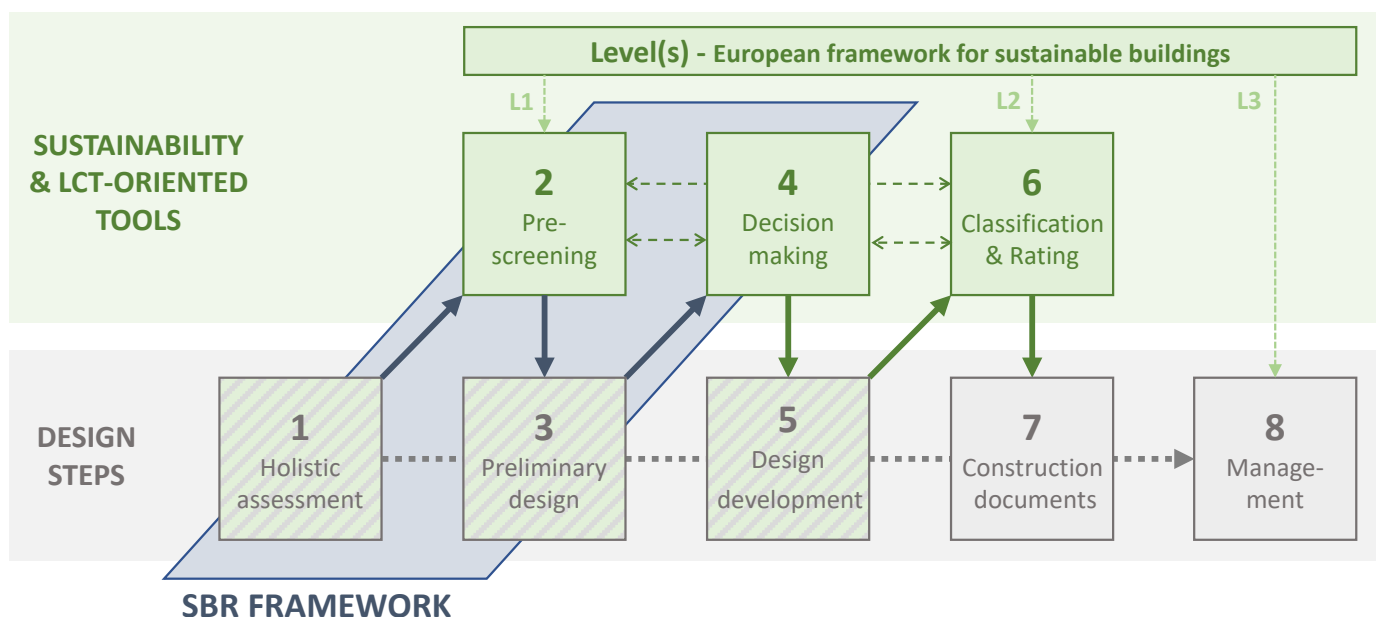 Level(s) - European framework for sustainable buildings
L1
L2
L3
SUSTAINABILITY
& LCT-ORIENTED
TOOLS
2
Pre-
screening
4
Decision
making
6
Classification
& Rating
DESIGN
STEPS
1
Holistic
assessment
3
Preliminary
design
5
Design
development
7
Construction
documents
8
Manage-
ment
SBR FRAMEWORK